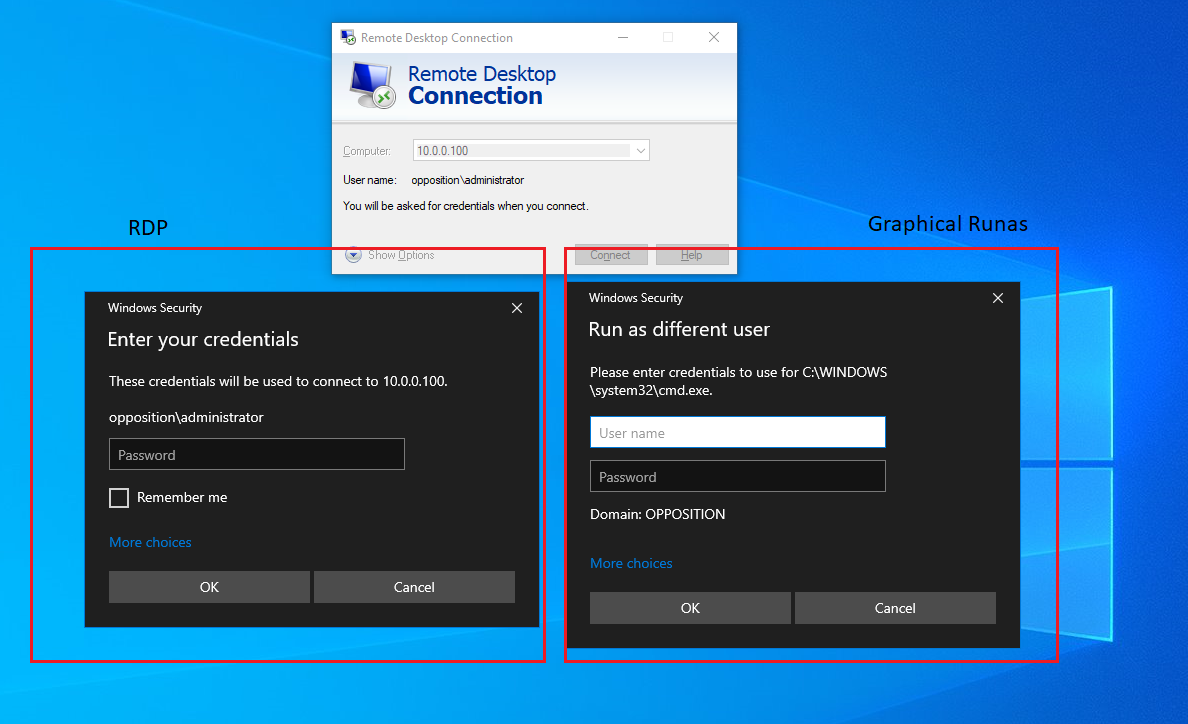 Remote Desktop Connection
Remote Desktop
Connection
Computer:
10.0.0.100
User name:
opposition\administrator
You will be asked for credentials when you connect.
Show Options
Connect
Help
RDP
Windows Security
Enter your credentials
These credentials will be used to connect to 10.0.0.100.
opposition\administrator
Password
Remember me
More choices
OK
Cancel
Graphical Runas
Windows Security
Run as different user
Please enter credentials to use for C:\WINDOWS
\system32\cmd.exe.
User name
Password
Domain: OPPOSITION
More choices
OK
Cancel